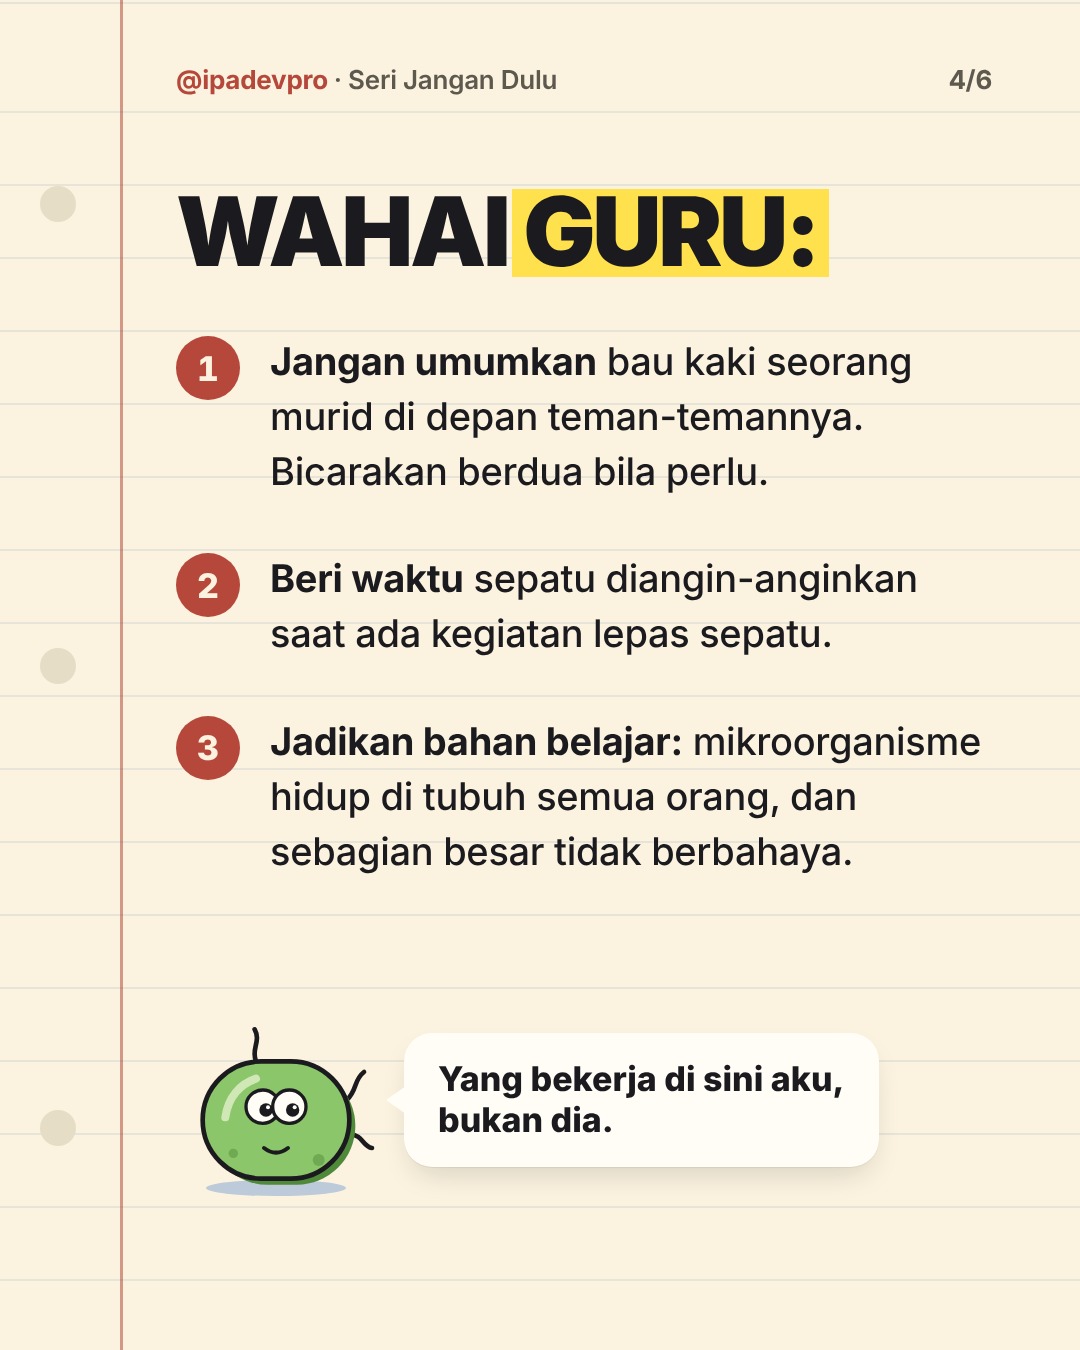 @ipadevpro · Seri Jangan Dulu
4/6
WAHAI GURU:
1
Jangan umumkan bau kaki seorang
murid di depan teman-temannya.
Bicarakan berdua bila perlu.
2
Beri waktu sepatu diangin-anginkan
saat ada kegiatan lepas sepatu.
3
Jadikan bahan belajar: mikroorganisme
hidup di tubuh semua orang, dan
sebagian besar tidak berbahaya.
Yang bekerja di sini aku,
bukan dia.